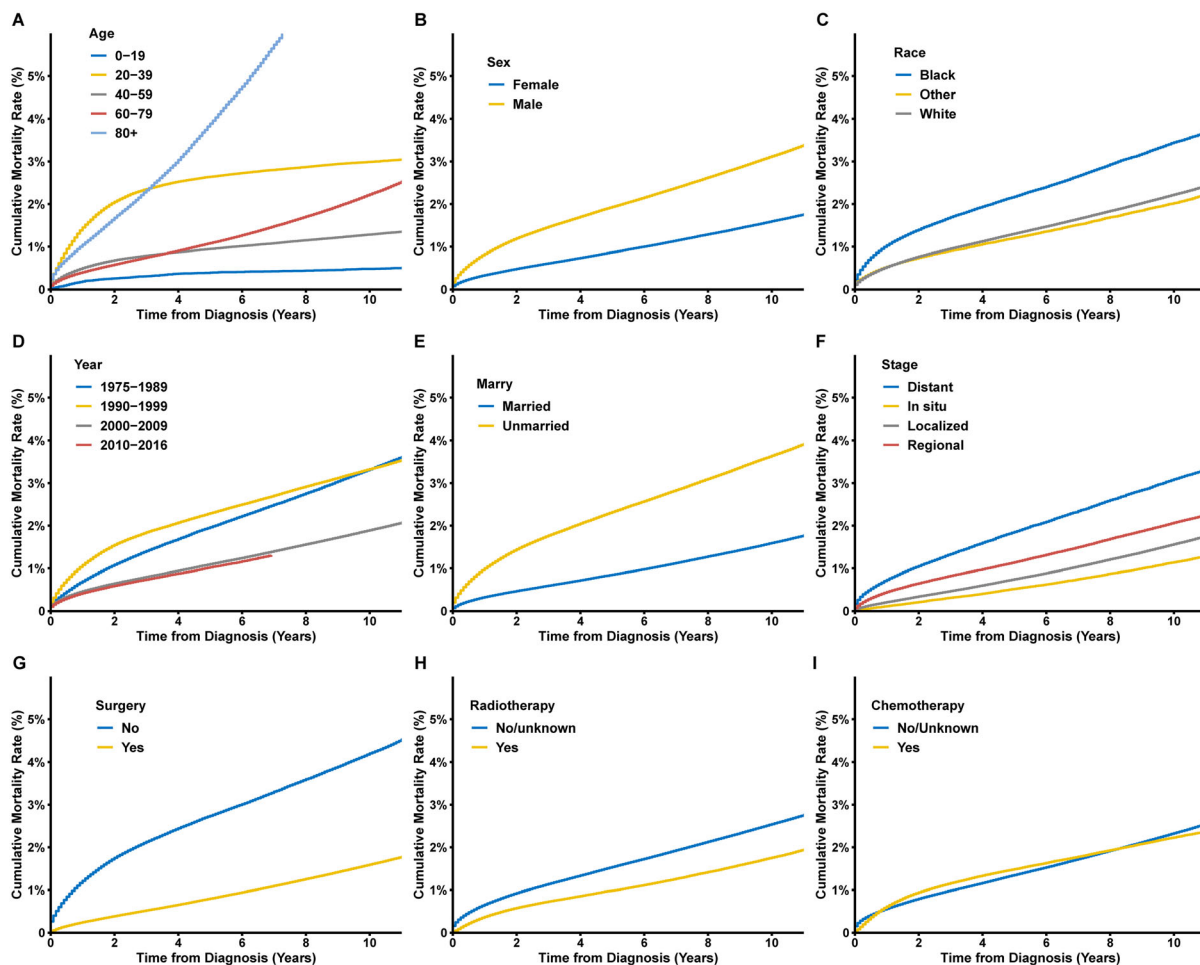 A
Age
0−19
20−39
40−59
60−79
80+
Cumulative Mortality Rate (%)
5%
4%
3%
2%
1%
0
0 2 4 6 8 10
Time from Diagnosis (Years)
B
Sex
Female
Male
Cumulative Mortality Rate (%)
5%
4%
3%
2%
1%
0
0 2 4 6 8 10
Time from Diagnosis (Years)
C
Race
Black
Other
White
Cumulative Mortality Rate (%)
5%
4%
3%
2%
1%
0
0 2 4 6 8 10
Time from Diagnosis (Years)
D
Year
1975−1989
1990−1999
2000−2009
2010−2016
Cumulative Mortality Rate (%)
5%
4%
3%
2%
1%
0
0 2 4 6 8 10
Time from Diagnosis (Years)
E
Marry
Married
Unmarried
Cumulative Mortality Rate (%)
5%
4%
3%
2%
1%
0
0 2 4 6 8 10
Time from Diagnosis (Years)
F
Stage
Distant
In situ
Localized
Regional
Cumulative Mortality Rate (%)
5%
4%
3%
2%
1%
0
0 2 4 6 8 10
Time from Diagnosis (Years)
G
Surgery
No
Yes
Cumulative Mortality Rate (%)
5%
4%
3%
2%
1%
0
0 2 4 6 8 10
Time from Diagnosis (Years)
H
Radiotherapy
No/unknown
Yes
Cumulative Mortality Rate (%)
5%
4%
3%
2%
1%
0
0 2 4 6 8 10
Time from Diagnosis (Years)
I
Chemotherapy
No/Unknown
Yes
Cumulative Mortality Rate (%)
5%
4%
3%
2%
1%
0
0 2 4 6 8 10
Time from Diagnosis (Years)